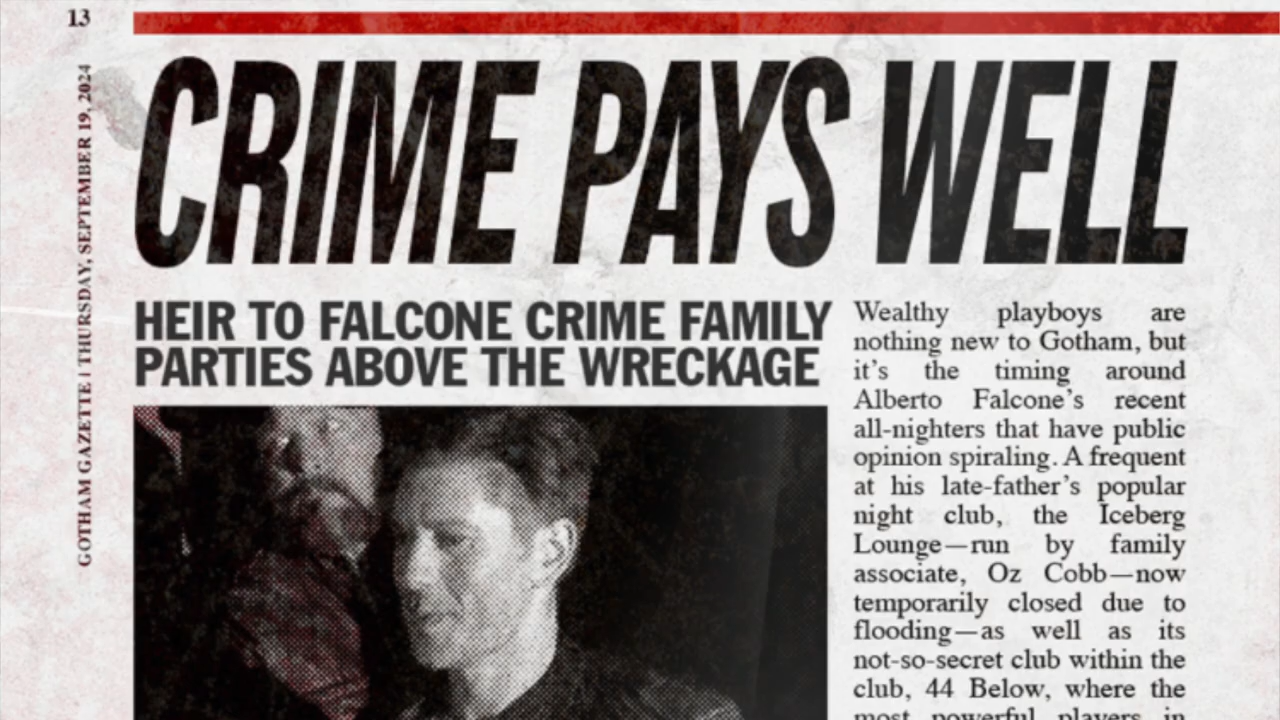 13
GOTHAM GAZETTE | THURSDAY, SEPTEMBER 19, 2024
CRIME PAYS WELL
HEIR TO FALCONE CRIME FAMILY
PARTIES ABOVE THE WRECKAGE
Wealthy playboys are
nothing new to Gotham, but
it's the timing around
Alberto Falcone's recent
all-nighters that have public
opinion spiraling. A frequent
at his late-father's popular
night club, the Iceberg
Lounge—run by family
associate, Oz Cobb—now
temporarily closed due to
flooding—as well as its
not-so-secret club within the
club, 44 Below, where the
most powerful players in